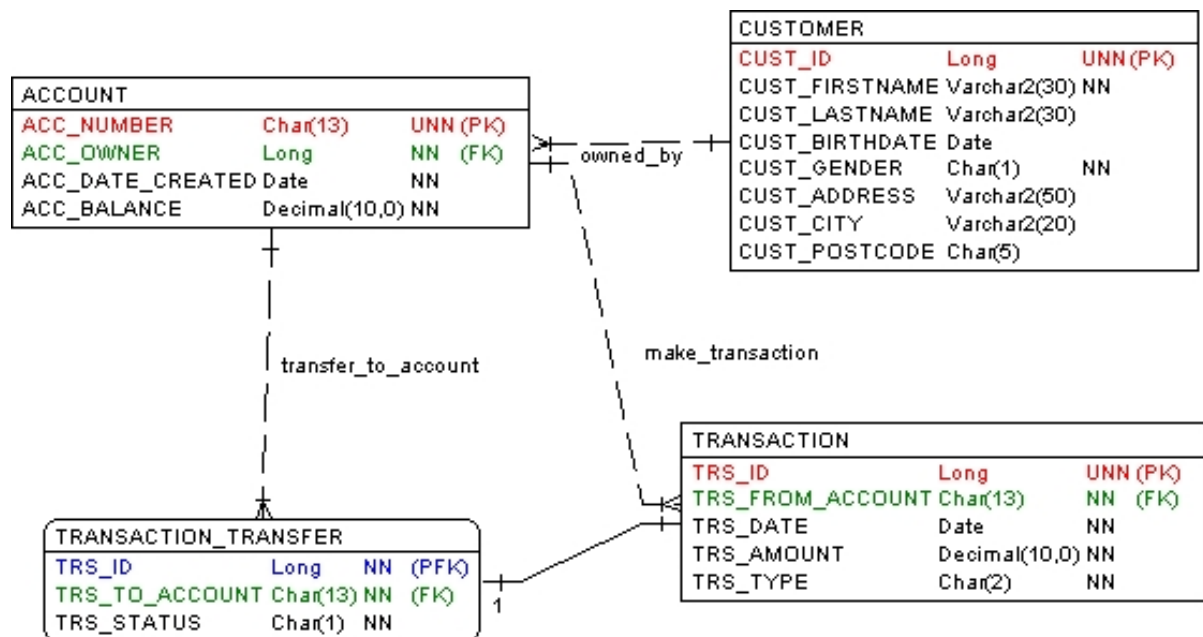 CUSTOMER
CUST_ID Long UNN (PK)
CUST_FIRSTNAME Varchar2(30) NN
CUST_LASTNAME Varchar2(30)
CUST_BIRTHDATE Date
CUST_GENDER Char(1) NN
CUST_ADDRESS Varchar2(50)
CUST_CITY Varchar2(20)
CUST_POSTCODE Char(5)
ACCOUNT
ACC_NUMBER Char(13) UNN (PK)
ACC_OWNER Long NN (FK)
ACC_DATE_CREATED Date NN
ACC_BALANCE Decimal(10,0) NN
owned_by
transfer_to_account
make_transaction
TRANSACTION
TRS_ID Long UNN (PK)
TRS_FROM_ACCOUNT Char(13) NN (FK)
TRS_DATE Date NN
TRS_AMOUNT Decimal(10,0) NN
TRS_TYPE Char(2) NN
TRANSACTION_TRANSFER
TRS_ID Long NN (PFK)
TRS_TO_ACCOUNT Char(13) NN (FK)
TRS_STATUS Char(1) NN
1